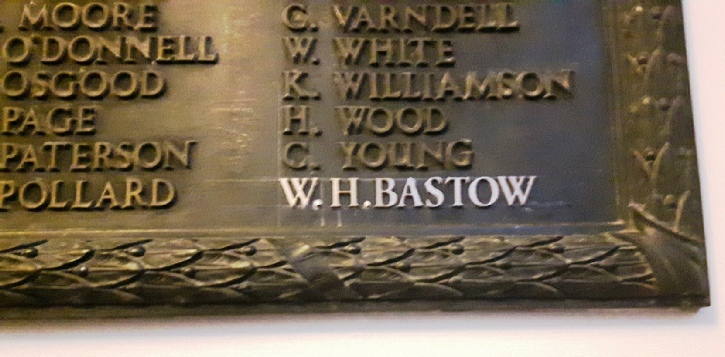 MOORE
O'DONNELL
OSGOOD
PAGE
PATERSON
POLLARD
G. VARNDELL
W. WHITE
K. WILLIAMSON
H. WOOD
C. YOUNG
W. H. BASTOW